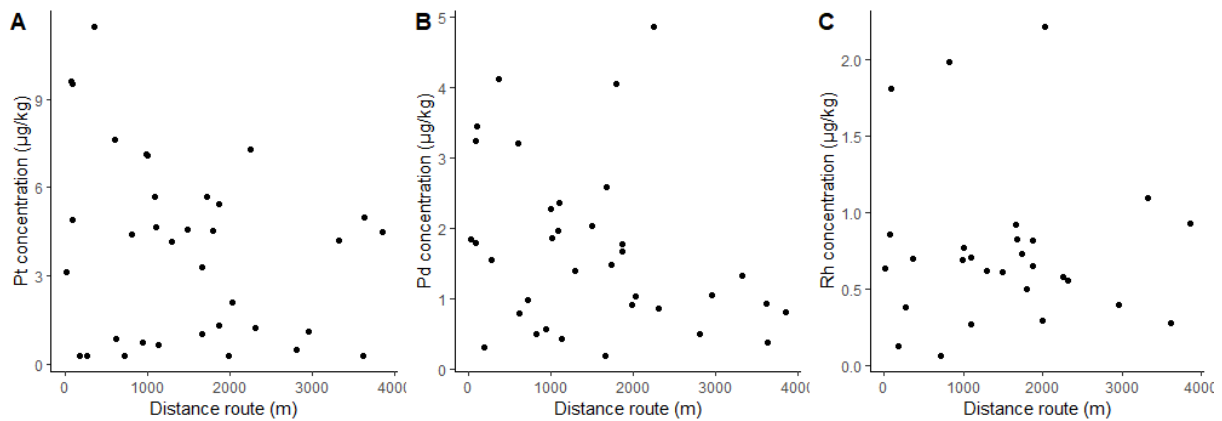 A
Pt concentration (µg/kg)
9
6
3
0
0 1000 2000 3000 4000
Distance route (m)
B
Pd concentration (µg/kg)
5
4
3
2
1
0
0 1000 2000 3000 4000
Distance route (m)
C
Rh concentration (µg/kg)
2.0
1.5
1.0
0.5
0.0
0 1000 2000 3000 4000
Distance route (m)